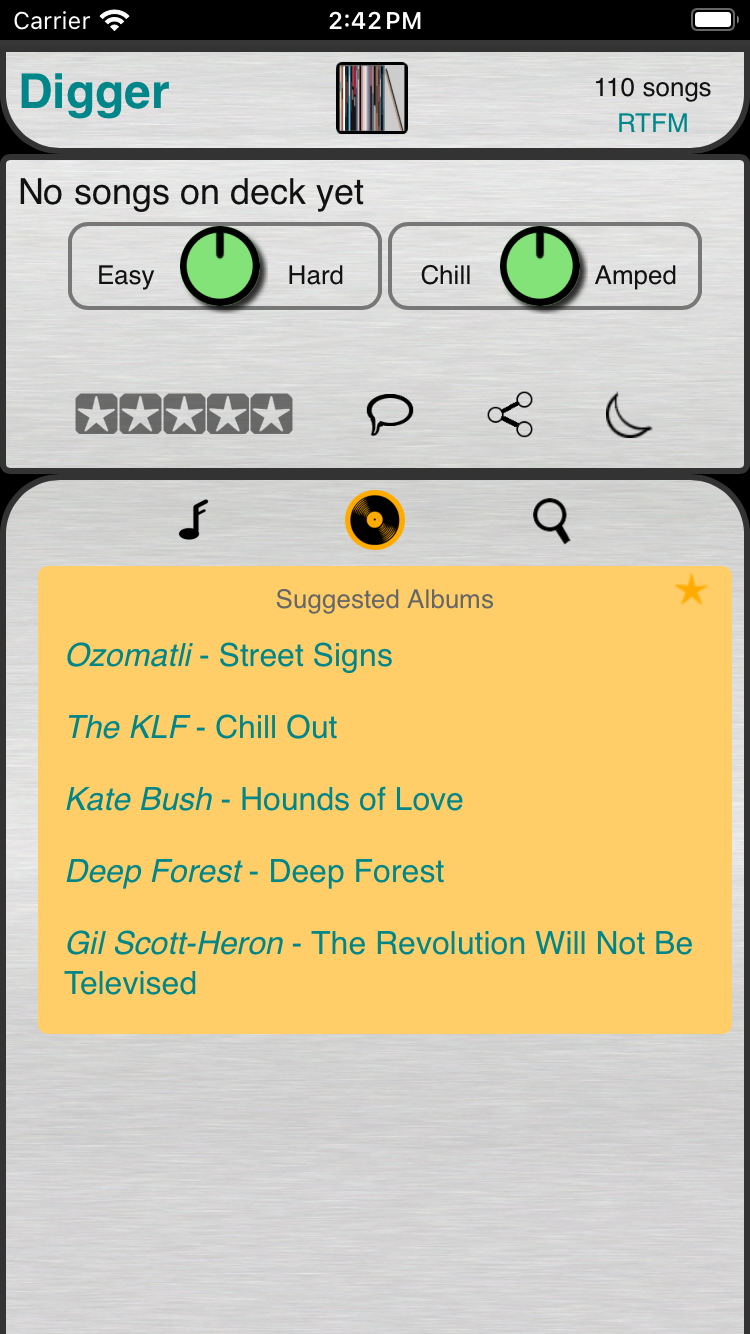 Carrier 2:42 PM
Digger
110 songs
RTFM
No songs on deck yet
Easy Hard Chill Amped
Suggested Albums
Ozomatli - Street Signs
The KLF - Chill Out
Kate Bush - Hounds of Love
Deep Forest - Deep Forest
Gil Scott-Heron - The Revolution Will Not Be
Televised